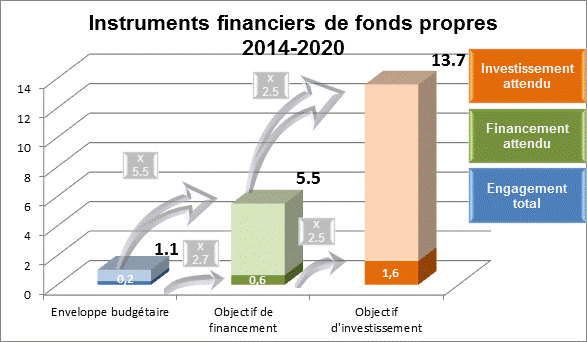 Instruments financiers de fonds propres
2014-2020
13.7
Investissement
attendu
Financement
attendu
Engagement
total
x
2.5
x
5.5
5.5
x
2.5
1.1
x
2.7
14
12
10
8
6
4
2
0
0,2
0,6
1,6
Enveloppe budgétaire
Objectif de
financement
Objectif
d'investissement